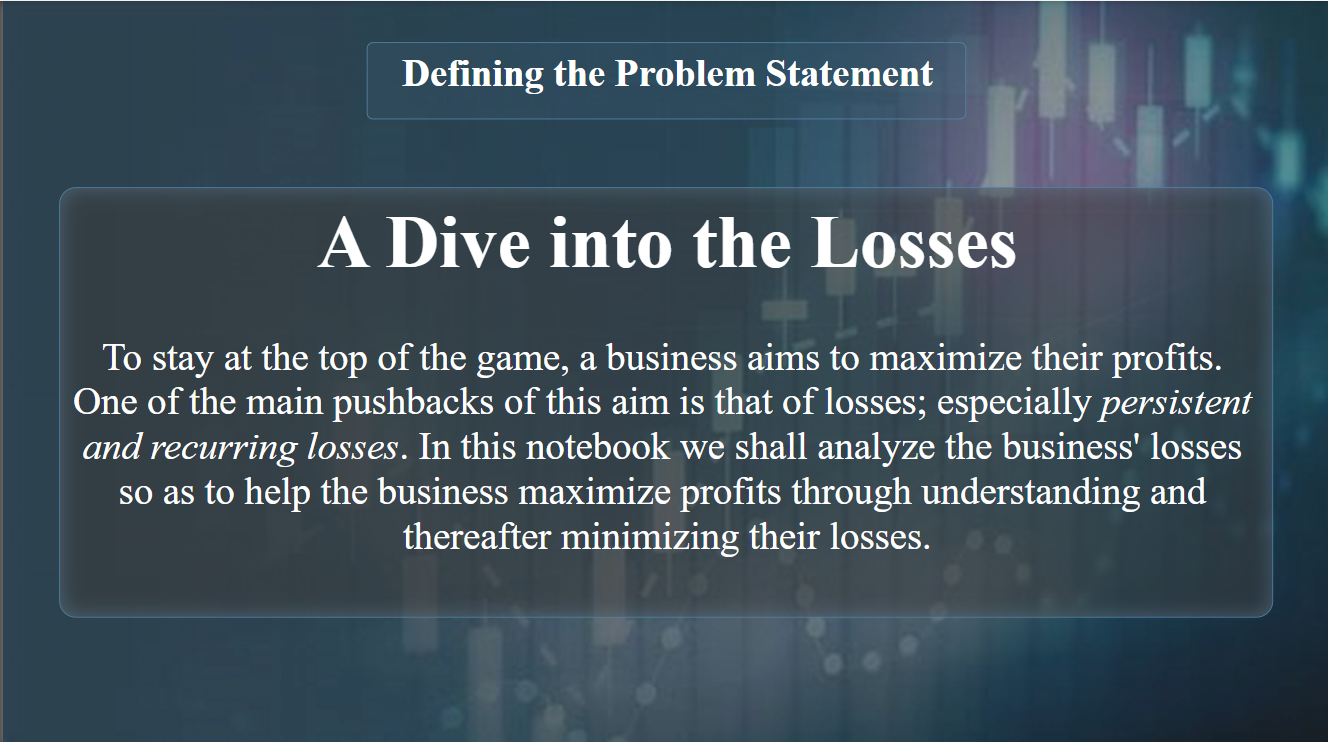 Defining the Problem Statement
A Dive into the Losses
To stay at the top of the game, a business aims to maximize their profits.
One of the main pushbacks of this aim is that of losses; especially persistent
and recurring losses. In this notebook we shall analyze the business' losses
so as to help the business maximize profits through understanding and
thereafter minimizing their losses.